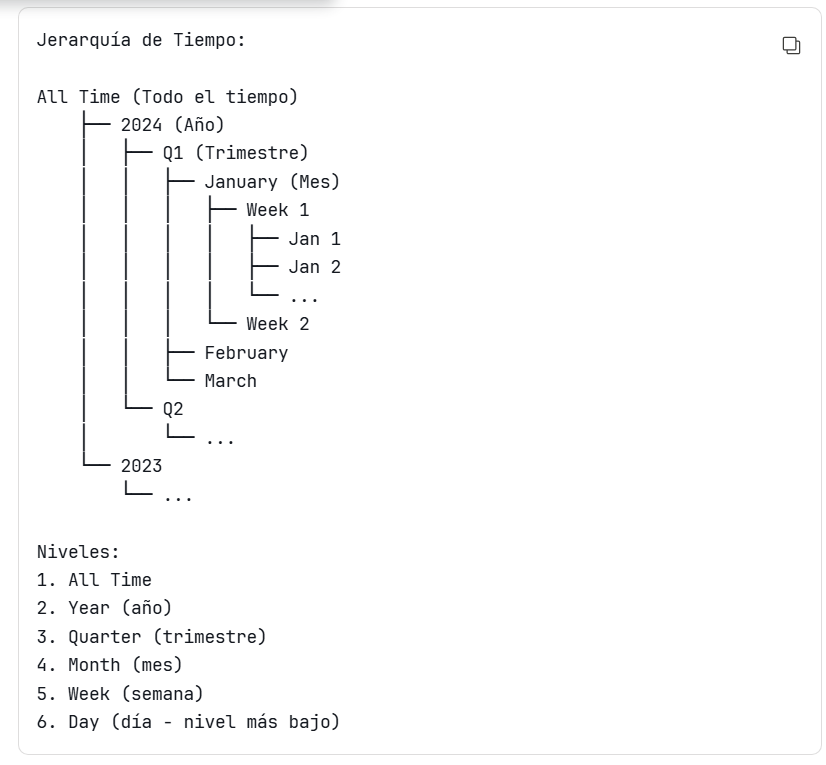 Jerarquía de Tiempo:
All Time (Todo el tiempo)
├── 2024 (Año)
│   ├── Q1 (Trimestre)
│   │   ├── January (Mes)
│   │   │   ├── Week 1
│   │   │   │   ├── Jan 1
│   │   │   │   ├── Jan 2
│   │   │   │   └── ...
│   │   │   └── Week 2
│   │   ├── February
│   │   └── March
│   └── Q2
│       └── ...
└── 2023
    └── ...
Niveles:
1. All Time
2. Year (año)
3. Quarter (trimestre)
4. Month (mes)
5. Week (semana)
6. Day (día - nivel más bajo)